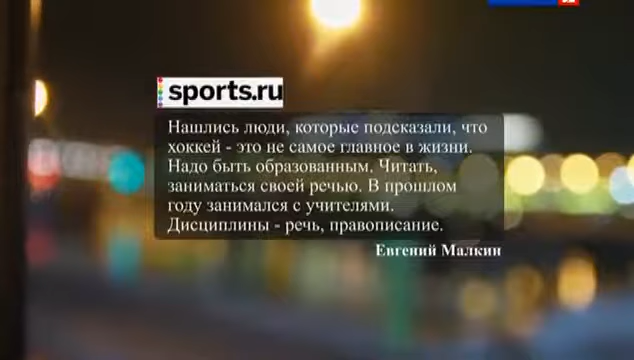 sports.ru
Нашлись люди, которые подсказали, что
хоккей - это не самое главное в жизни.
Надо быть образованным. Читать,
заниматься своей речью. В прошлом
году занимался с учителями.
Дисциплины - речь, правописание.
Евгений Малкин